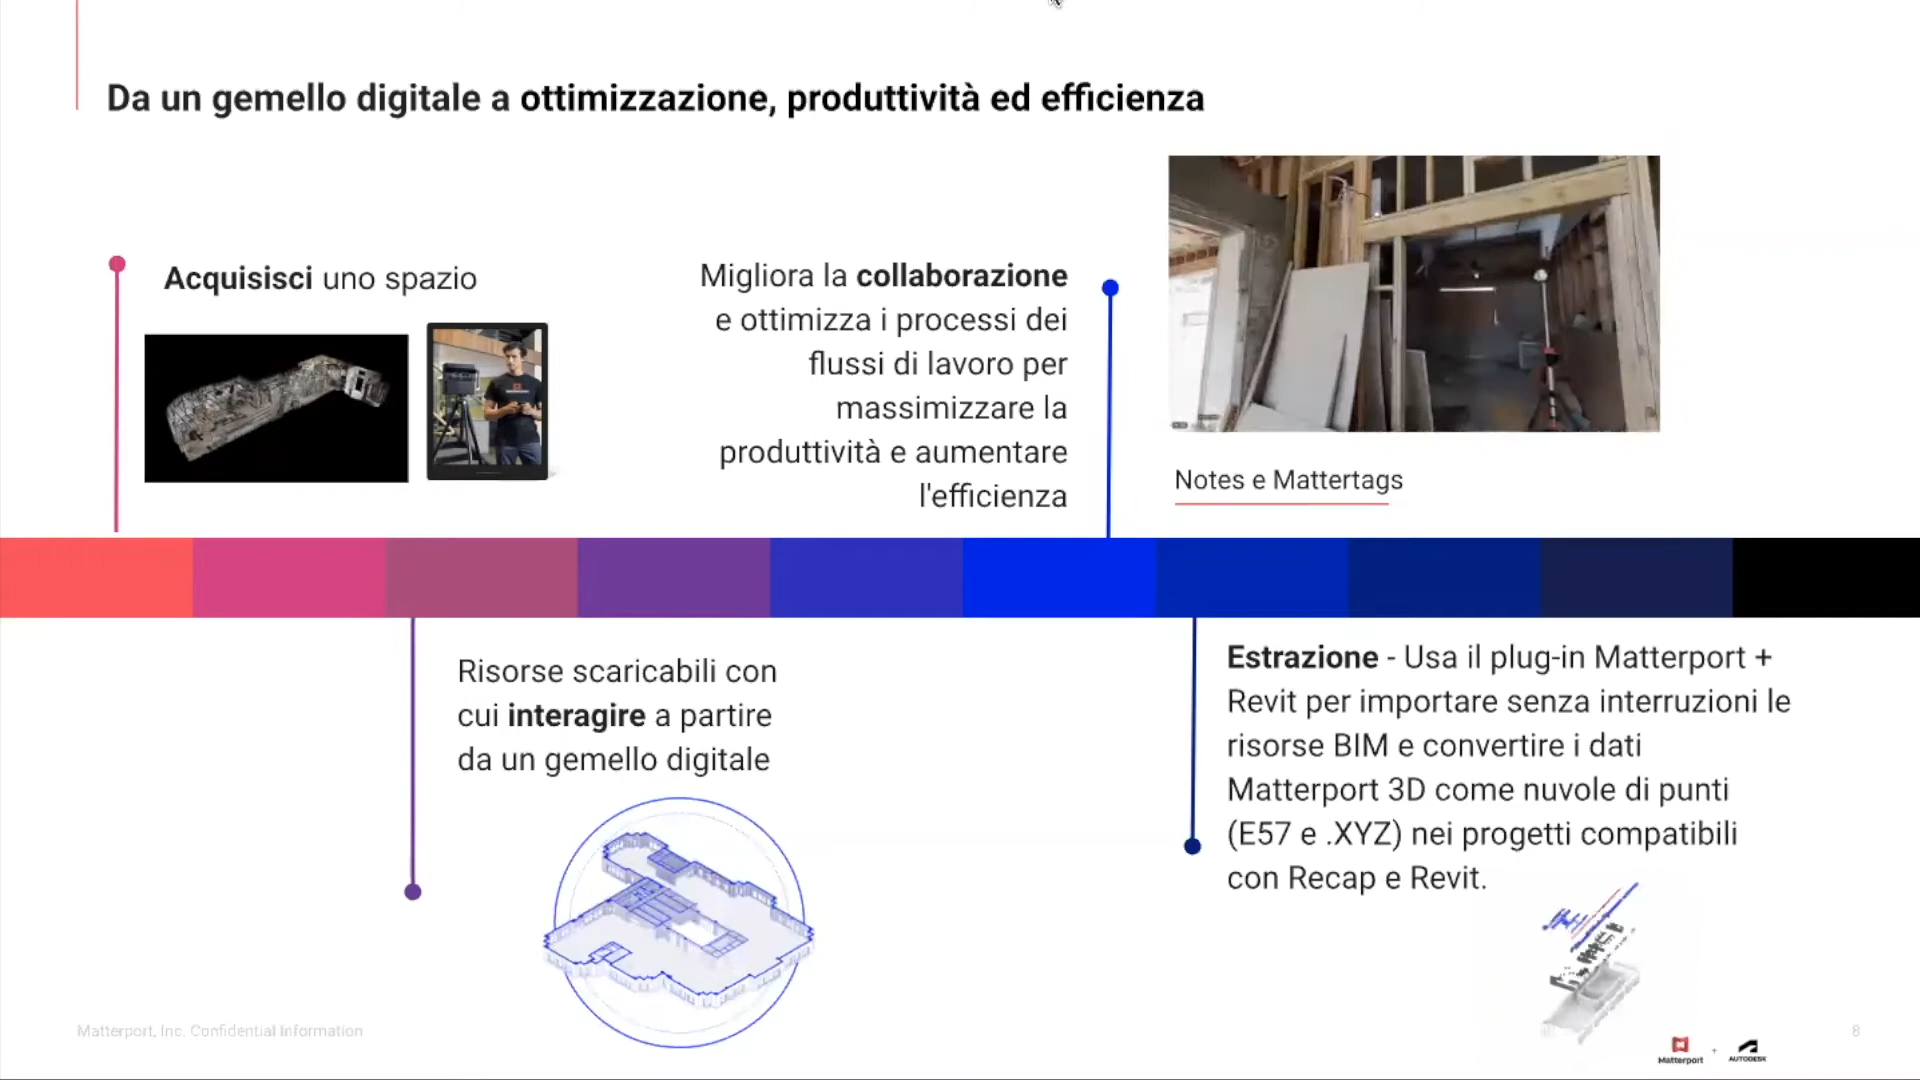 Da un gemello digitale a ottimizzazione, produttività ed efficienza
Acquisisci uno spazio
Migliora la collaborazione
e ottimizza i processi dei
flussi di lavoro per
massimizzare la
produttività e aumentare
l'efficienza
Notes e Mattertags
Risorse scaricabili con
cui interagire a partire
da un gemello digitale
Estrazione - Usa il plug-in Matterport +
Revit per importare senza interruzioni le
risorse BIM e convertire i dati
Matterport 3D come nuvole di punti
(E57 e .XYZ) nei progetti compatibili
con Recap e Revit.
Matterport, Inc. Confidential Information
8
Matterport + AUTODESK